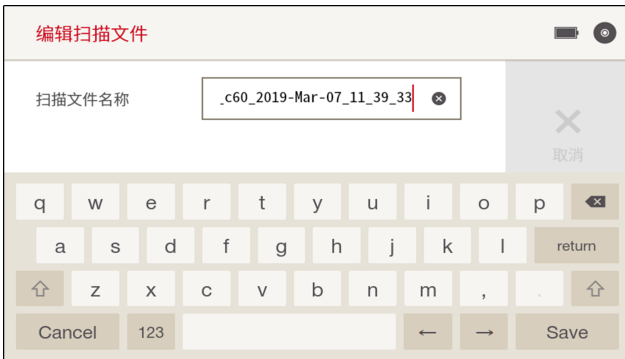 编辑扫描文件
扫描文件名称
_c60_2019-Mar-07_11_39_33
取消
q w e r t y u i o p
a s d f g h j k l return
z x c v b n m , .
Cancel 123 ← → Save